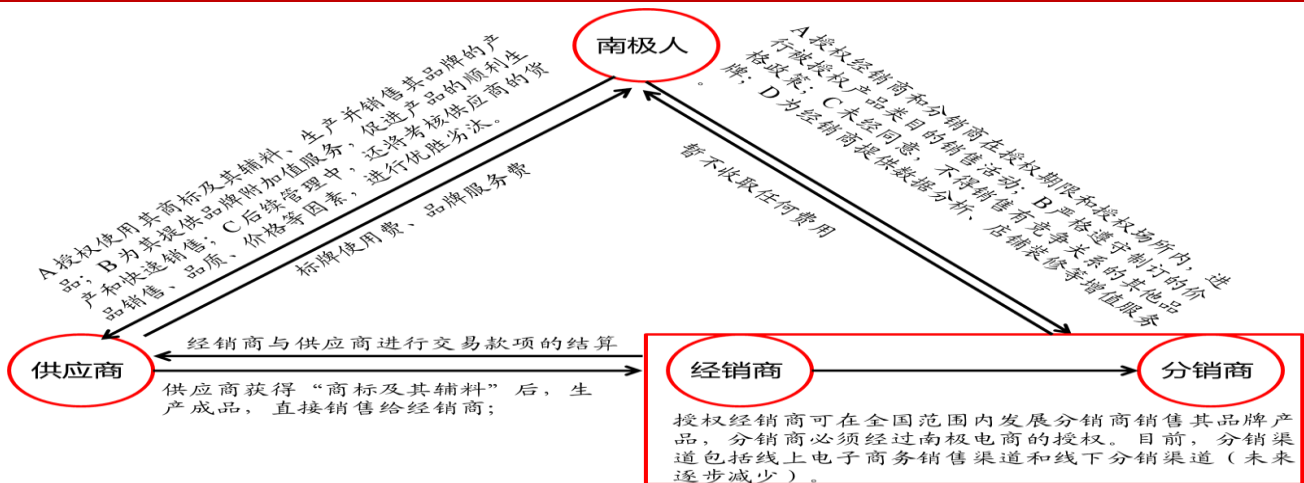 南极人
A授权使用其商标及其辅料、生产并销售其品牌的产
品；B为其提供品牌附加值服务，促进产品的顺利生
产和快速销售；C后续管理中，还将考核供应商的货
品销售、品质、价格等因素，进行优胜劣汰。
标牌使用费、品牌服务费
A授权经销商和分销商在授权期限和授权场所内，进
行被授权产品类目的销售活动；B严格遵守制订的价
格政策；C未经同意，不得销售有竞争关系的其他品
牌；D为经销商提供数据分析、店铺装修等增值服务
。
暂不收取任何费用
供应商
经销商与供应商进行交易款项的结算
供应商获得“商标及其辅料”后，生
产成品，直接销售给经销商；
经销商
分销商
授权经销商可在全国范围内发展分销商销售其品牌产
品，分销商必须经过南极电商的授权。目前，分销渠
道包括线上电子商务销售渠道和线下分销渠道（未来
逐步减少）。